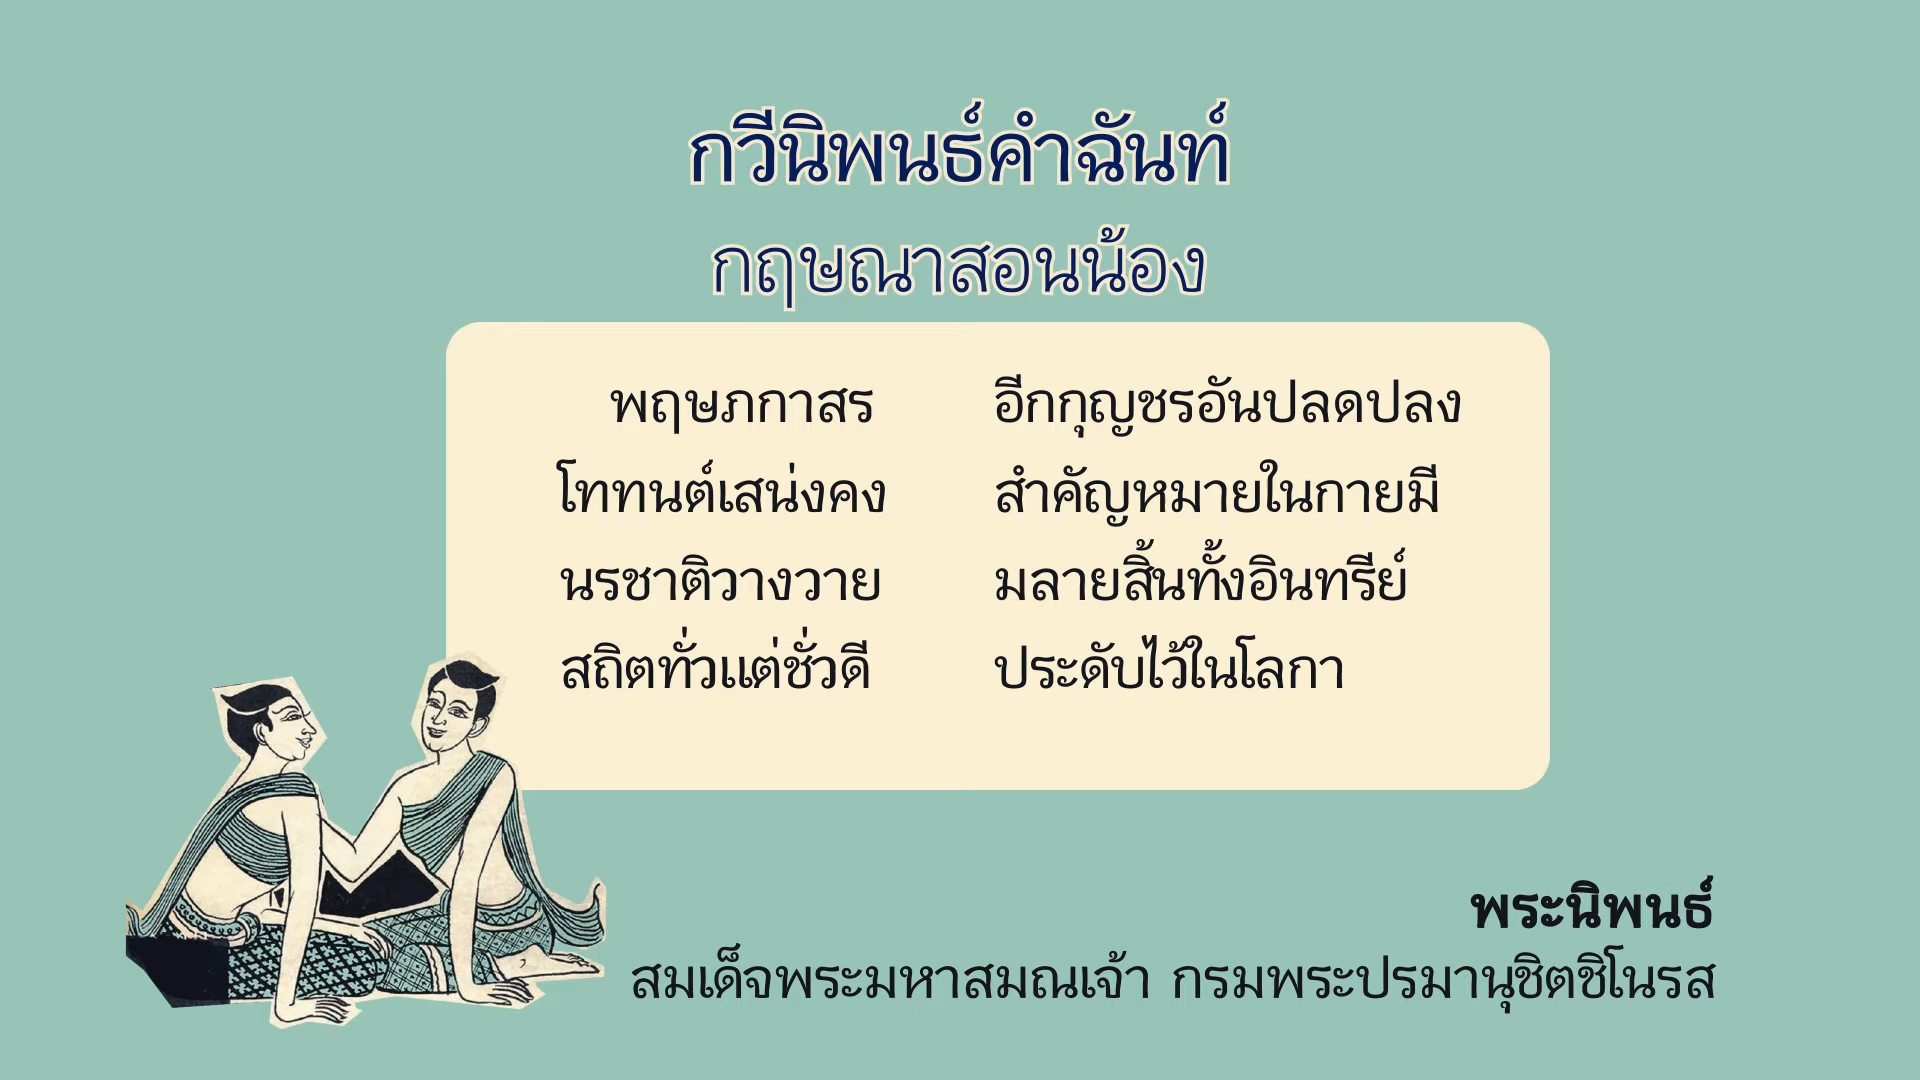 กวีนิพนธ์คำฉันท์
กฤษณาสอนน้อง
พฤษภกาสร อีกกุญชรอันปลดปลง
โททนต์เสน่งคง สำคัญหมายในกายมี
นรชาติวางวาย มลายสิ้นทั้งอินทรีย์
สถิตทั่วแต่ชั่วดี ประดับไว้ในโลกา
พระนิพนธ์
สมเด็จพระมหาสมณเจ้า กรมพระปรมานุชิตชิโนรส